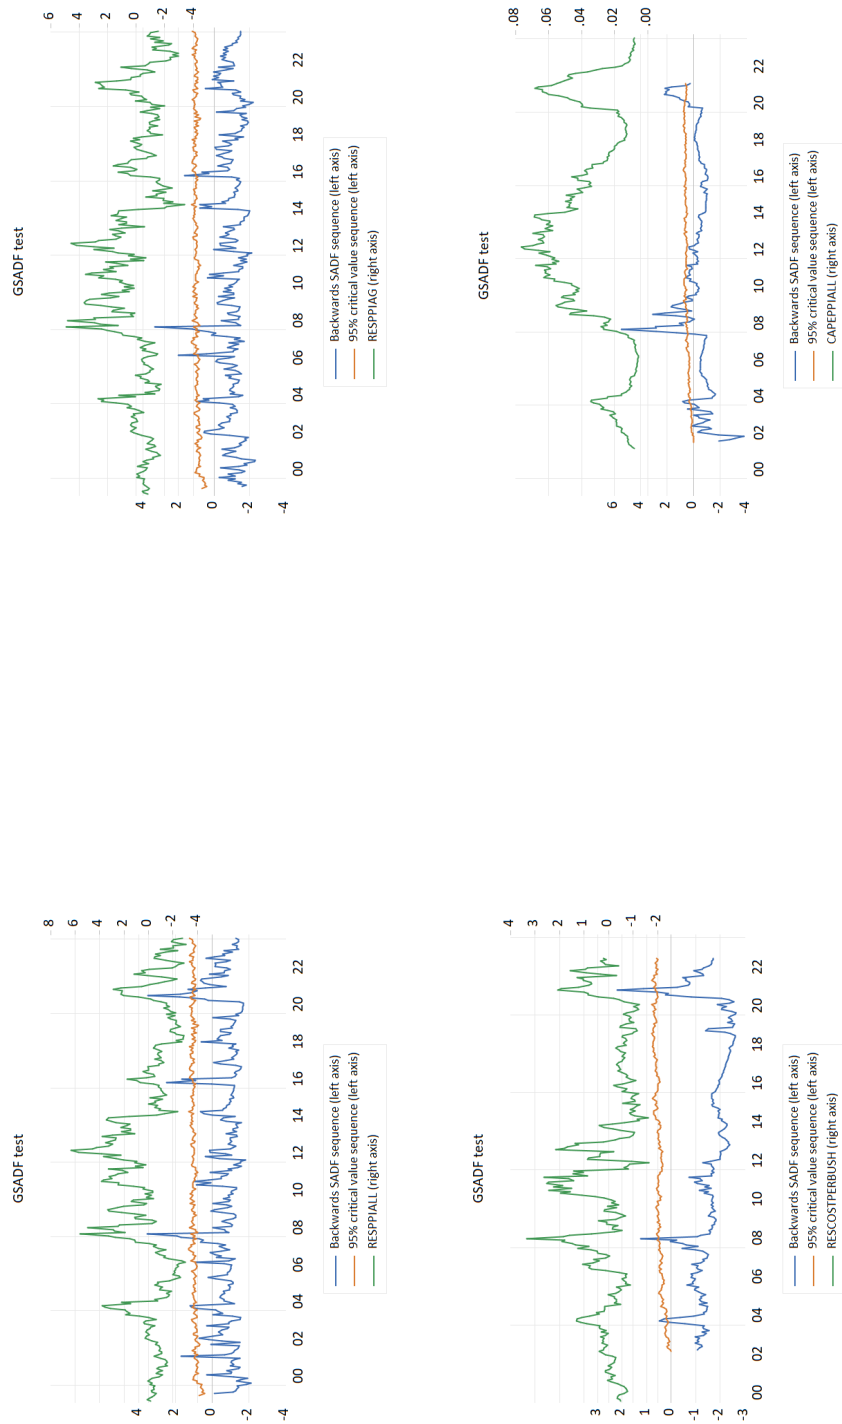 GSADF test
8
6
4
2
0
-2
-4
4
2
0
-2
-4
00 02 04 06 08 10 12 14 16 18 20 22
Backwards SADF sequence (left axis)
95% critical value sequence (left axis)
RESPPIALL (right axis)
GSADF test
6
4
2
0
-2
-4
4
2
0
-2
-4
00 02 04 06 08 10 12 14 16 18 20 22
Backwards SADF sequence (left axis)
95% critical value sequence (left axis)
RESPPIAG (right axis)
GSADF test
4
3
2
1
0
-1
-2
3
2
1
0
-1
-2
-3
00 02 04 06 08 10 12 14 16 18 20 22
Backwards SADF sequence (left axis)
95% critical value sequence (left axis)
RESCOSTPERBUSH (right axis)
GSADF test
.08
.06
.04
.02
.00
6
4
2
0
-2
-4
00 02 04 06 08 10 12 14 16 18 20 22
Backwards SADF sequence (left axis)
95% critical value sequence (left axis)
CAPEPPIALL (right axis)